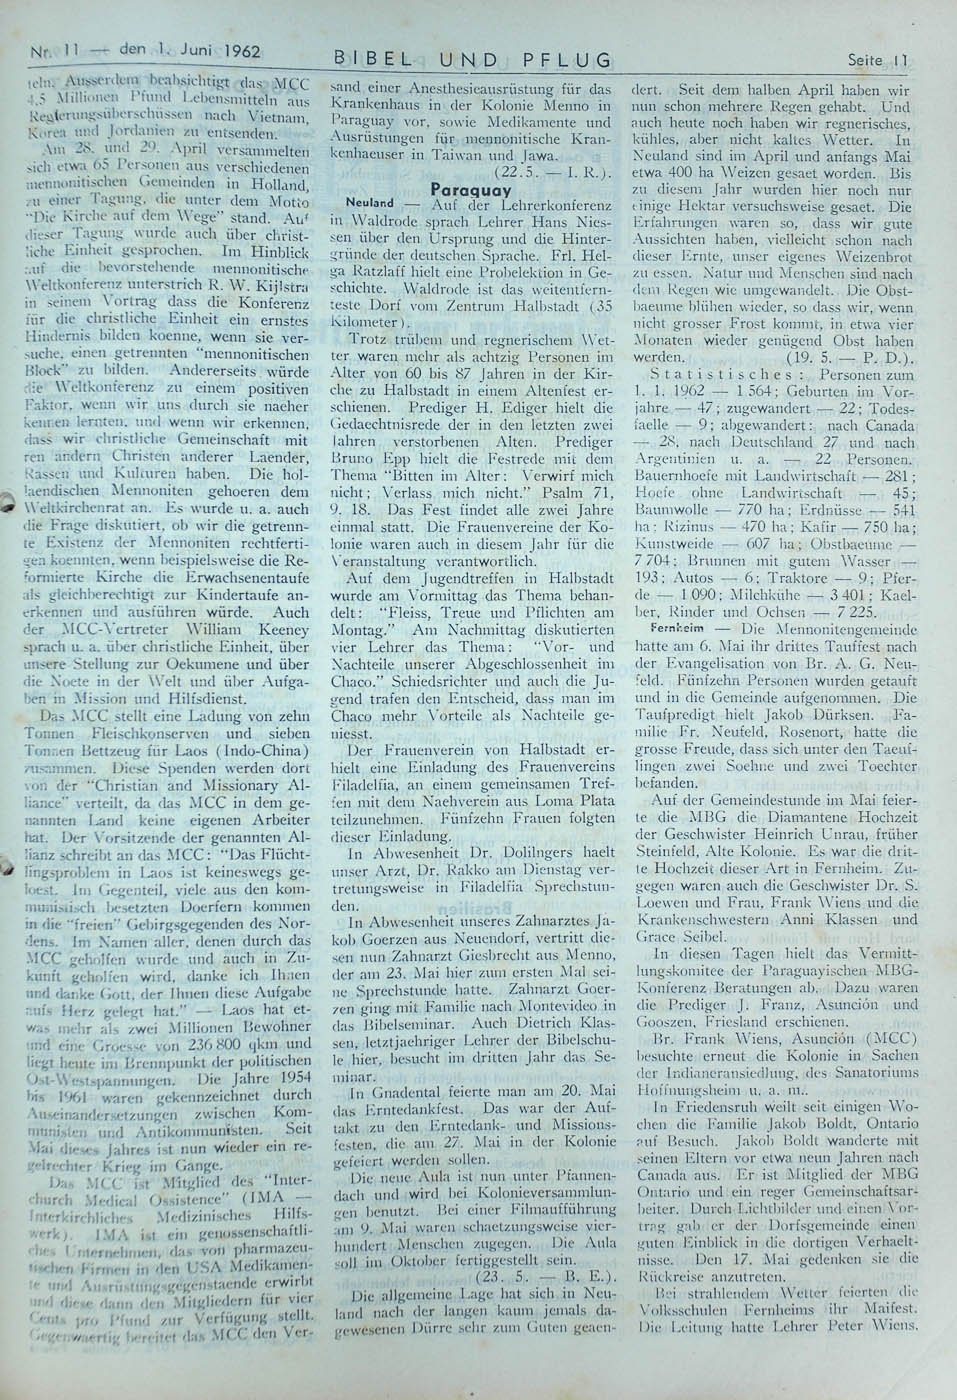 Nr. 11 — den 1. Juni 1962
BIBEL UND PFLUG
Seite 11
teln. Ausserdem beabsichtigt das MCC
4,5 Millionen Pfund Lebensmitteln aus
Regierungsüberschüssen nach Vietnam,
Korea und Jordanien zu entsenden.
Am 28. und 29. April versammelten
sich etwa 65 Personen aus verschiedenen
mennonitischen Gemeinden in Holland,
zu einer Tagung, die unter dem Motto
"Die Kirche auf dem Wege" stand. Auf
dieser Tagung wurde auch über christ-
liche Einheit gesprochen. Im Hinblick
auf die bevorstehende mennonitische
Weltkonferenz unterstrich R. W. Kijlstra
in seinem Vortrag dass die Konferenz
für die christliche Einheit ein ernstes
Hindernis bilden koenne, wenn sie ver-
suche, einen getrennten "mennonitischen
Block" zu bilden. Andererseits würde
die Weltkonferenz zu einem positiven
Faktor, wenn wir uns durch sie naeher
kennen lernten, und wenn wir erkennen,
dass wir christliche Gemeinschaft mit
ren andern Christen anderer Laender,
Rassen und Kulturen haben. Die hol-
laendischen Mennoniten gehoeren dem
Weltkirchenrat an. Es wurde u. a. auch
die Frage diskutiert, ob wir die getrenn-
te Existenz der Mennoniten rechtferti-
gen koennten, wenn beispielsweise die Re-
formierte Kirche die Erwachsenentaufe
als gleichberechtigt zur Kindertaufe an-
erkennen und ausführen würde. Auch
der MCC-Vertreter William Keeney
sprach u. a. über christliche Einheit, über
unsere Stellung zur Oekumene und über
die Noete in der Welt und über Aufga-
ben in Mission und Hilfsdienst.
Das MCC stellt eine Ladung von zehn
Tonnen Fleischkonserven und sieben
Tonnen Bettzeug für Laos (Indo-China)
zusammen. Diese Spenden werden dort
von der "Christian and Missionary Al-
liance" verteilt, da das MCC in dem ge-
nannten Land keine eigenen Arbeiter
hat. Der Vorsitzende der genannten Al-
lianz schreibt an das MCC: "Das Flücht-
lingsproblem in Laos ist keineswegs ge-
loest. Im Gegenteil, viele aus den kom-
munistisch besetzten Doerfern kommen
in die "freien" Gebirgsgegenden des Nor-
dens. Im Namen aller, denen durch das
MCC geholfen wurde und auch in Zu-
kunft geholfen wird, danke ich Ihnen
und danke Gott, der Ihnen diese Aufgabe
aufs Herz gelegt hat." — Laos hat et-
was mehr als zwei Millionen Bewohner
und eine Groesse von 236 800 qkm und
liegt heute im Brennpunkt der politischen
Ost-Westspannungen. Die Jahre 1954
bis 1961 waren gekennzeichnet durch
Auseinandersetzungen zwischen Kom-
munisten und Antikommunisten. Seit
Mai dieses Jahres ist nun wieder ein re-
gelrechter Krieg im Gange.
Das MCC ist Mitglied des "Inter-
church Medical Ossistence" (IMA —
Interkirchliches Medizinisches Hilfs-
werk). IMA ist ein genossenschaftli-
ches Unternehmen, das von pharmazeu-
tischen Firmen in den USA Medikamen-
te und Ausrüstungsgegenstaende erwirbt
und diese dann den Mitgliedern für vier
Cents pro Pfund zur Verfügung stellt.
Gegenwaertig bereitet das MCC den Ver-
sand einer Anesthesieausrüstung für das
Krankenhaus in der Kolonie Menno in
Paraguay vor, sowie Medikamente und
Ausrüstungen für mennonitische Kran-
kenhaeuser in Taiwan und Jawa.
(22.5. — I. R.).
Paraguay
Neuland — Auf der Lehrerkonferenz
in Waldrode sprach Lehrer Hans Nies-
sen über den Ursprung und die Hinter-
gründe der deutschen Sprache. Frl. Hel-
ga Ratzlaff hielt eine Probelektion in Ge-
schichte. Waldrode ist das weitentfern-
teste Dorf vom Zentrum Halbstadt (35
Kilometer).
Trotz trübem und regnerischem Wet-
ter waren mehr als achtzig Personen im
Alter von 60 bis 87 Jahren in der Kir-
che zu Halbstadt in einem Altenfest er-
schienen. Prediger H. Ediger hielt die
Gedaechtnisrede der in den letzten zwei
Jahren verstorbenen Alten. Prediger
Bruno Epp hielt die Festrede mit dem
Thema "Bitten im Alter: Verwirf mich
nicht; Verlass mich nicht." Psalm 71,
9. 18. Das Fest findet alle zwei Jahre
einmal statt. Die Frauenvereine der Ko-
lonie waren auch in diesem Jahr für die
Veranstaltung verantwortlich.
Auf dem Jugendtreffen in Halbstadt
wurde am Vormittag das Thema behan-
delt: "Fleiss, Treue und Pflichten am
Montag." Am Nachmittag diskutierten
vier Lehrer das Thema: "Vor- und
Nachteile unserer Abgeschlossenheit im
Chaco." Schiedsrichter und auch die Ju-
gend trafen den Entscheid, dass man im
Chaco mehr Vorteile als Nachteile ge-
niesst.
Der Frauenverein von Halbstadt er-
hielt eine Einladung des Frauenvereins
Filadelfia, an einem gemeinsamen Tref-
fen mit dem Naehverein aus Loma Plata
teilzunehmen. Fünfzehn Frauen folgten
dieser Einladung.
In Abwesenheit Dr. Dolilngers haelt
unser Arzt, Dr. Rakko am Dienstag ver-
tretungsweise in Filadelfia Sprechstun-
den.
In Abwesenheit unseres Zahnarztes Ja-
kob Goerzen aus Neuendorf, vertritt die-
sen nun Zahnarzt Giesbrecht aus Menno,
der am 23. Mai hier zum ersten Mal sei-
ne Sprechstunde hatte. Zahnarzt Goer-
zen ging mit Familie nach Montevideo in
das Bibelseminar. Auch Dietrich Klas-
sen, letztjaehriger Lehrer der Bibelschu-
le hier, besucht im dritten Jahr das Se-
minar.
In Gnadental feierte man am 20. Mai
das Erntedankfest. Das war der Auf-
takt zu den Erntedank- und Missions-
festen, die am 27. Mai in der Kolonie
gefeiert werden sollen.
Die neue Aula ist nun unter Pfannen-
dach und wird bei Kolonieversammlun-
gen benutzt. Bei einer Filmaufführung
am 9. Mai waren schaetzungsweise vier-
hundert Menschen zugegen. Die Aula
soll im Oktober fertiggestellt sein.
(23. 5. — B. E.).
Die allgemeine Lage hat sich in Neu-
land nach der langen kaum jemals da-
gewesenen Dürre sehr zum Guten geaen-
dert. Seit dem halben April haben wir
nun schon mehrere Regen gehabt. Und
auch heute noch haben wir regnerisches,
kühles, aber nicht kaltes Wetter. In
Neuland sind im April und anfangs Mai
etwa 400 ha Weizen gesaet worden. Bis
zu diesem Jahr wurden hier noch nur
einige Hektar versuchsweise gesaet. Die
Erfahrungen waren so, dass wir gute
Aussichten haben, vielleicht schon nach
dieser Ernte, unser eigenes Weizenbrot
zu essen. Natur und Menschen sind nach
dem Regen wie umgewandelt. Die Obst-
baeume blühen wieder, so dass wir, wenn
nicht grosser Frost kommt, in etwa vier
Monaten wieder genügend Obst haben
werden. (19. 5. — P. D.).
Statistisches: Personen zum
1. 1. 1962 — 1 564; Geburten im Vor-
jahre — 47; zugewandert — 22; Todes-
faelle — 9; abgewandert: nach Canada
— 28, nach Deutschland 27 und nach
Argentinien u. a. — 22 Personen.
Bauernhoefe mit Landwirtschaft — 281;
Hoefe ohne Landwirtschaft — 45;
Baumwolle — 770 ha; Erdnüsse — 541
ha; Rizinus — 470 ha; Kafir — 750 ha;
Kunstweide — 607 ha; Obstbaeume —
7 704; Brunnen mit gutem Wasser —
193; Autos — 6; Traktore — 9; Pfer-
de — 1 090; Milchkühe — 3 401; Kael-
ber, Rinder und Ochsen — 7 225.
Fernheim — Die Mennonitengemeinde
hatte am 6. Mai ihr drittes Tauffest nach
der Evangelisation von Br. A. G. Neu-
feld. Fünfzehn Personen wurden getauft
und in die Gemeinde aufgenommen. Die
Taufpredigt hielt Jakob Dürksen. Fa-
milie Fr. Neufeld, Rosenort, hatte die
grosse Freude, dass sich unter den Taeuf-
lingen zwei Soehne und zwei Toechter
befanden.
Auf der Gemeindestunde im Mai feier-
te die MBG die Diamantene Hochzeit
der Geschwister Heinrich Unrau, früher
Steinfeld, Alte Kolonie. Es war die drit-
te Hochzeit dieser Art in Fernheim. Zu-
gegen waren auch die Geschwister Dr. S.
Loewen und Frau, Frank Wiens und die
Krankenschwestern Anni Klassen und
Grace Seibel.
In diesen Tagen hielt das Vermitt-
lungskomitee der Paraguayischen MBG-
Konferenz Beratungen ab. Dazu waren
die Prediger J. Franz, Asunción und
Gooszen, Friesland erschienen.
Br. Frank Wiens, Asunción (MCC)
besuchte erneut die Kolonie in Sachen
der Indianeransiedlung, des Sanatoriums
Hoffnungsheim u. a. m..
In Friedensruh weilt seit einigen Wo-
chen die Familie Jakob Boldt, Ontario
auf Besuch. Jakob Boldt wanderte mit
seinen Eltern vor etwa neun Jahren nach
Canada aus. Er ist Mitglied der MBG
Ontario und ein reger Gemeinschaftsar-
beiter. Durch Lichtbilder und einen Vor-
trag gab er der Dorfsgemeinde einen
guten Einblick in die dortigen Verhaelt-
nisse. Den 17. Mai gedenken sie die
Rückreise anzutreten.
Bei strahlendem Wetter feierten die
Volksschulen Fernheims ihr Maifest.
Die Leitung hatte Lehrer Peter Wiens,